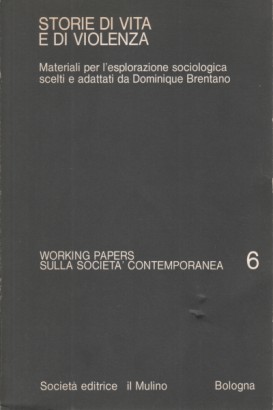 STORIE DI VITA
E DI VIOLENZA
Materiali per l'esplorazione sociologica
scelti e adattati da Dominique Brentano
WORKING PAPERS
SULLA SOCIETA' CONTEMPORANEA 6
Società editrice il Mulino Bologna